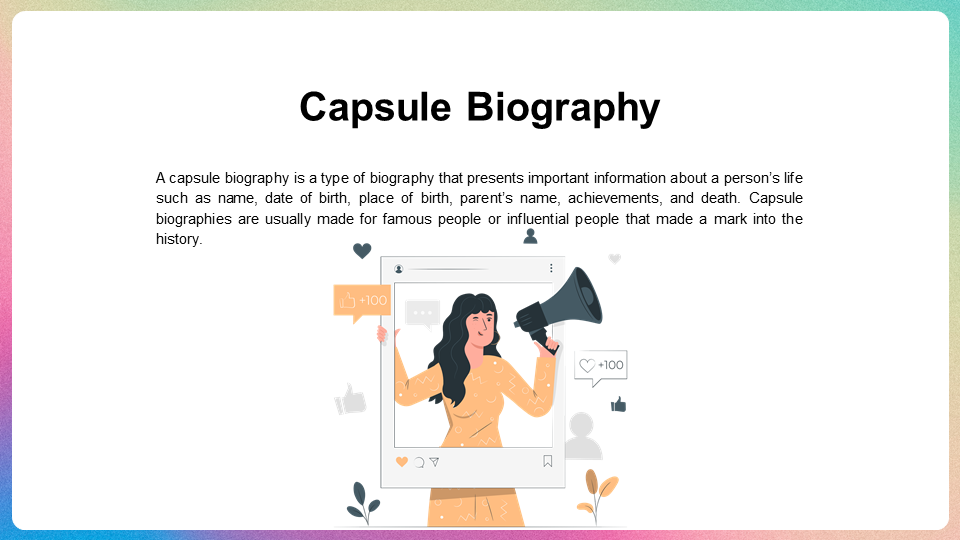 Capsule Biography
A capsule biography is a type of biography that presents important information about a person’s life
such as name, date of birth, place of birth, parent’s name, achievements, and death. Capsule
biographies are usually made for famous people or influential people that made a mark into the
history.
+100
+100